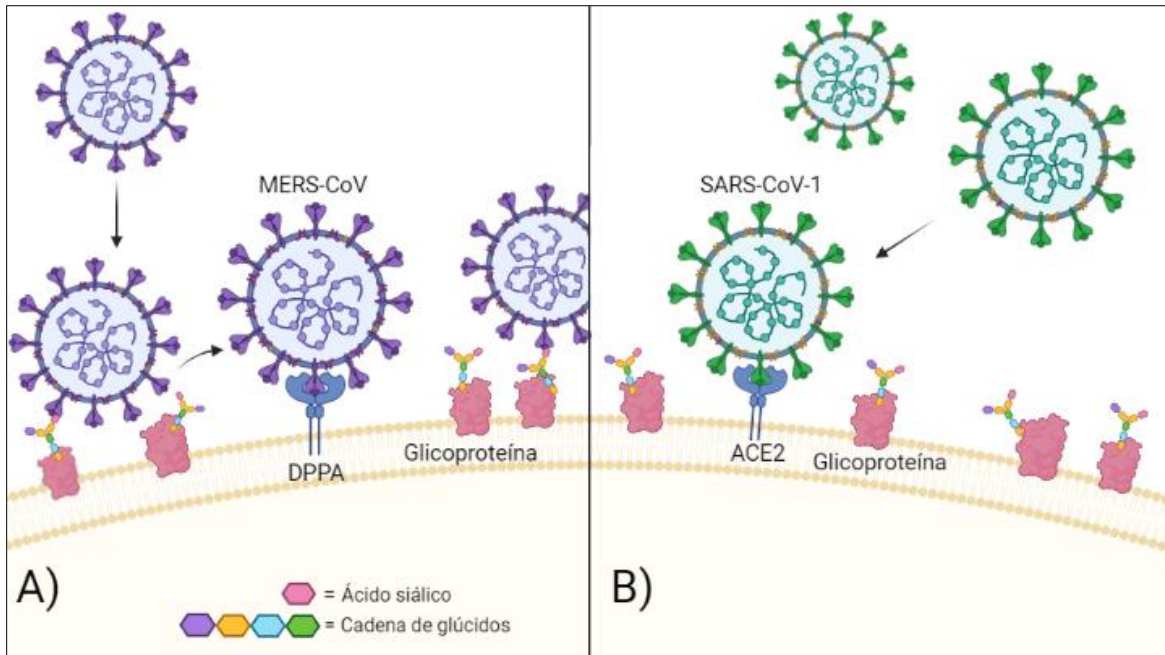 MERS-CoV
DPPA
Glicoproteína
A)
= Ácido siálico
= Cadena de glúcidos
SARS-CoV-1
ACE2
Glicoproteína
B)